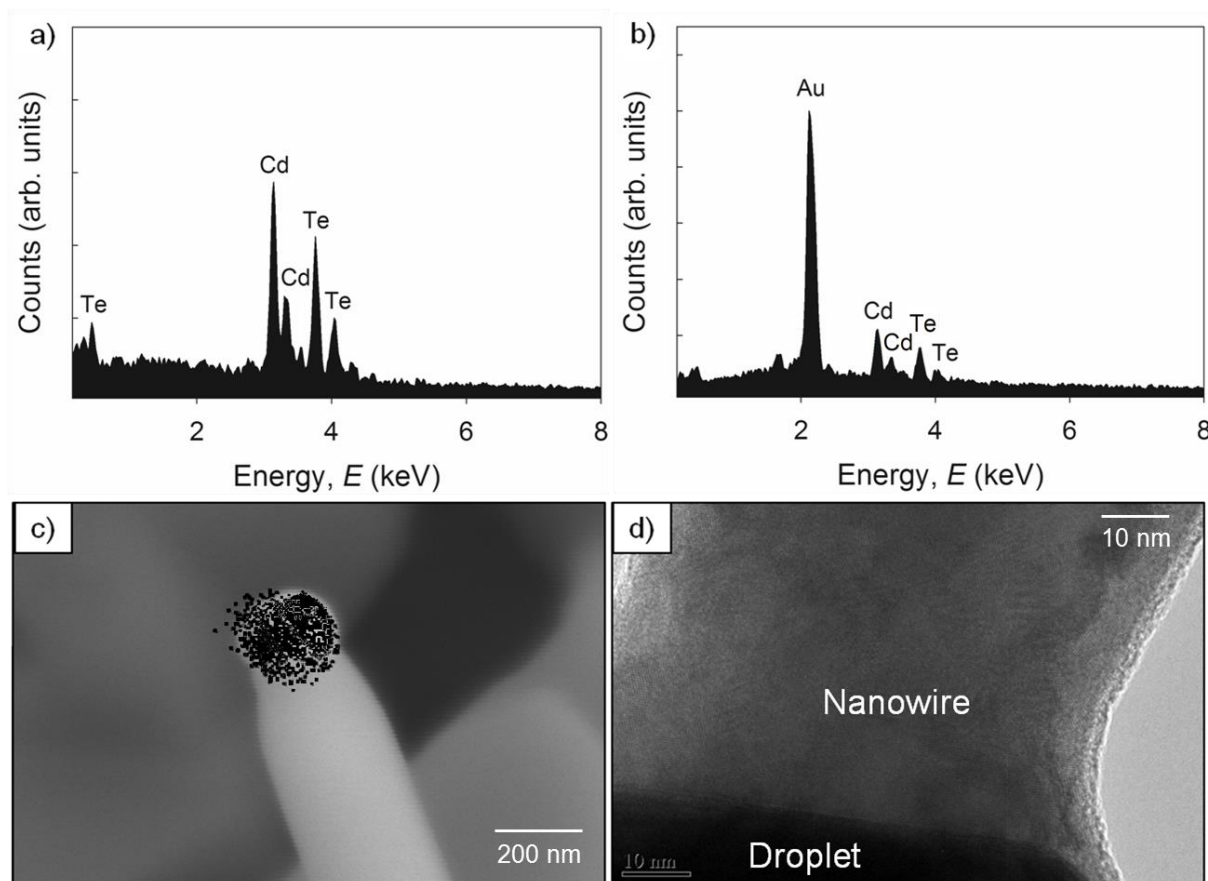 a)
Counts (arb. units)
Te
Cd
Cd
Te
Te
2
4
6
8
Energy, E (keV)
b)
Counts (arb. units)
Au
Cd
Cd
Te
Te
2
4
6
8
Energy, E (keV)
c)
200 nm
d)
10 nm
Nanowire
Droplet
10 nm